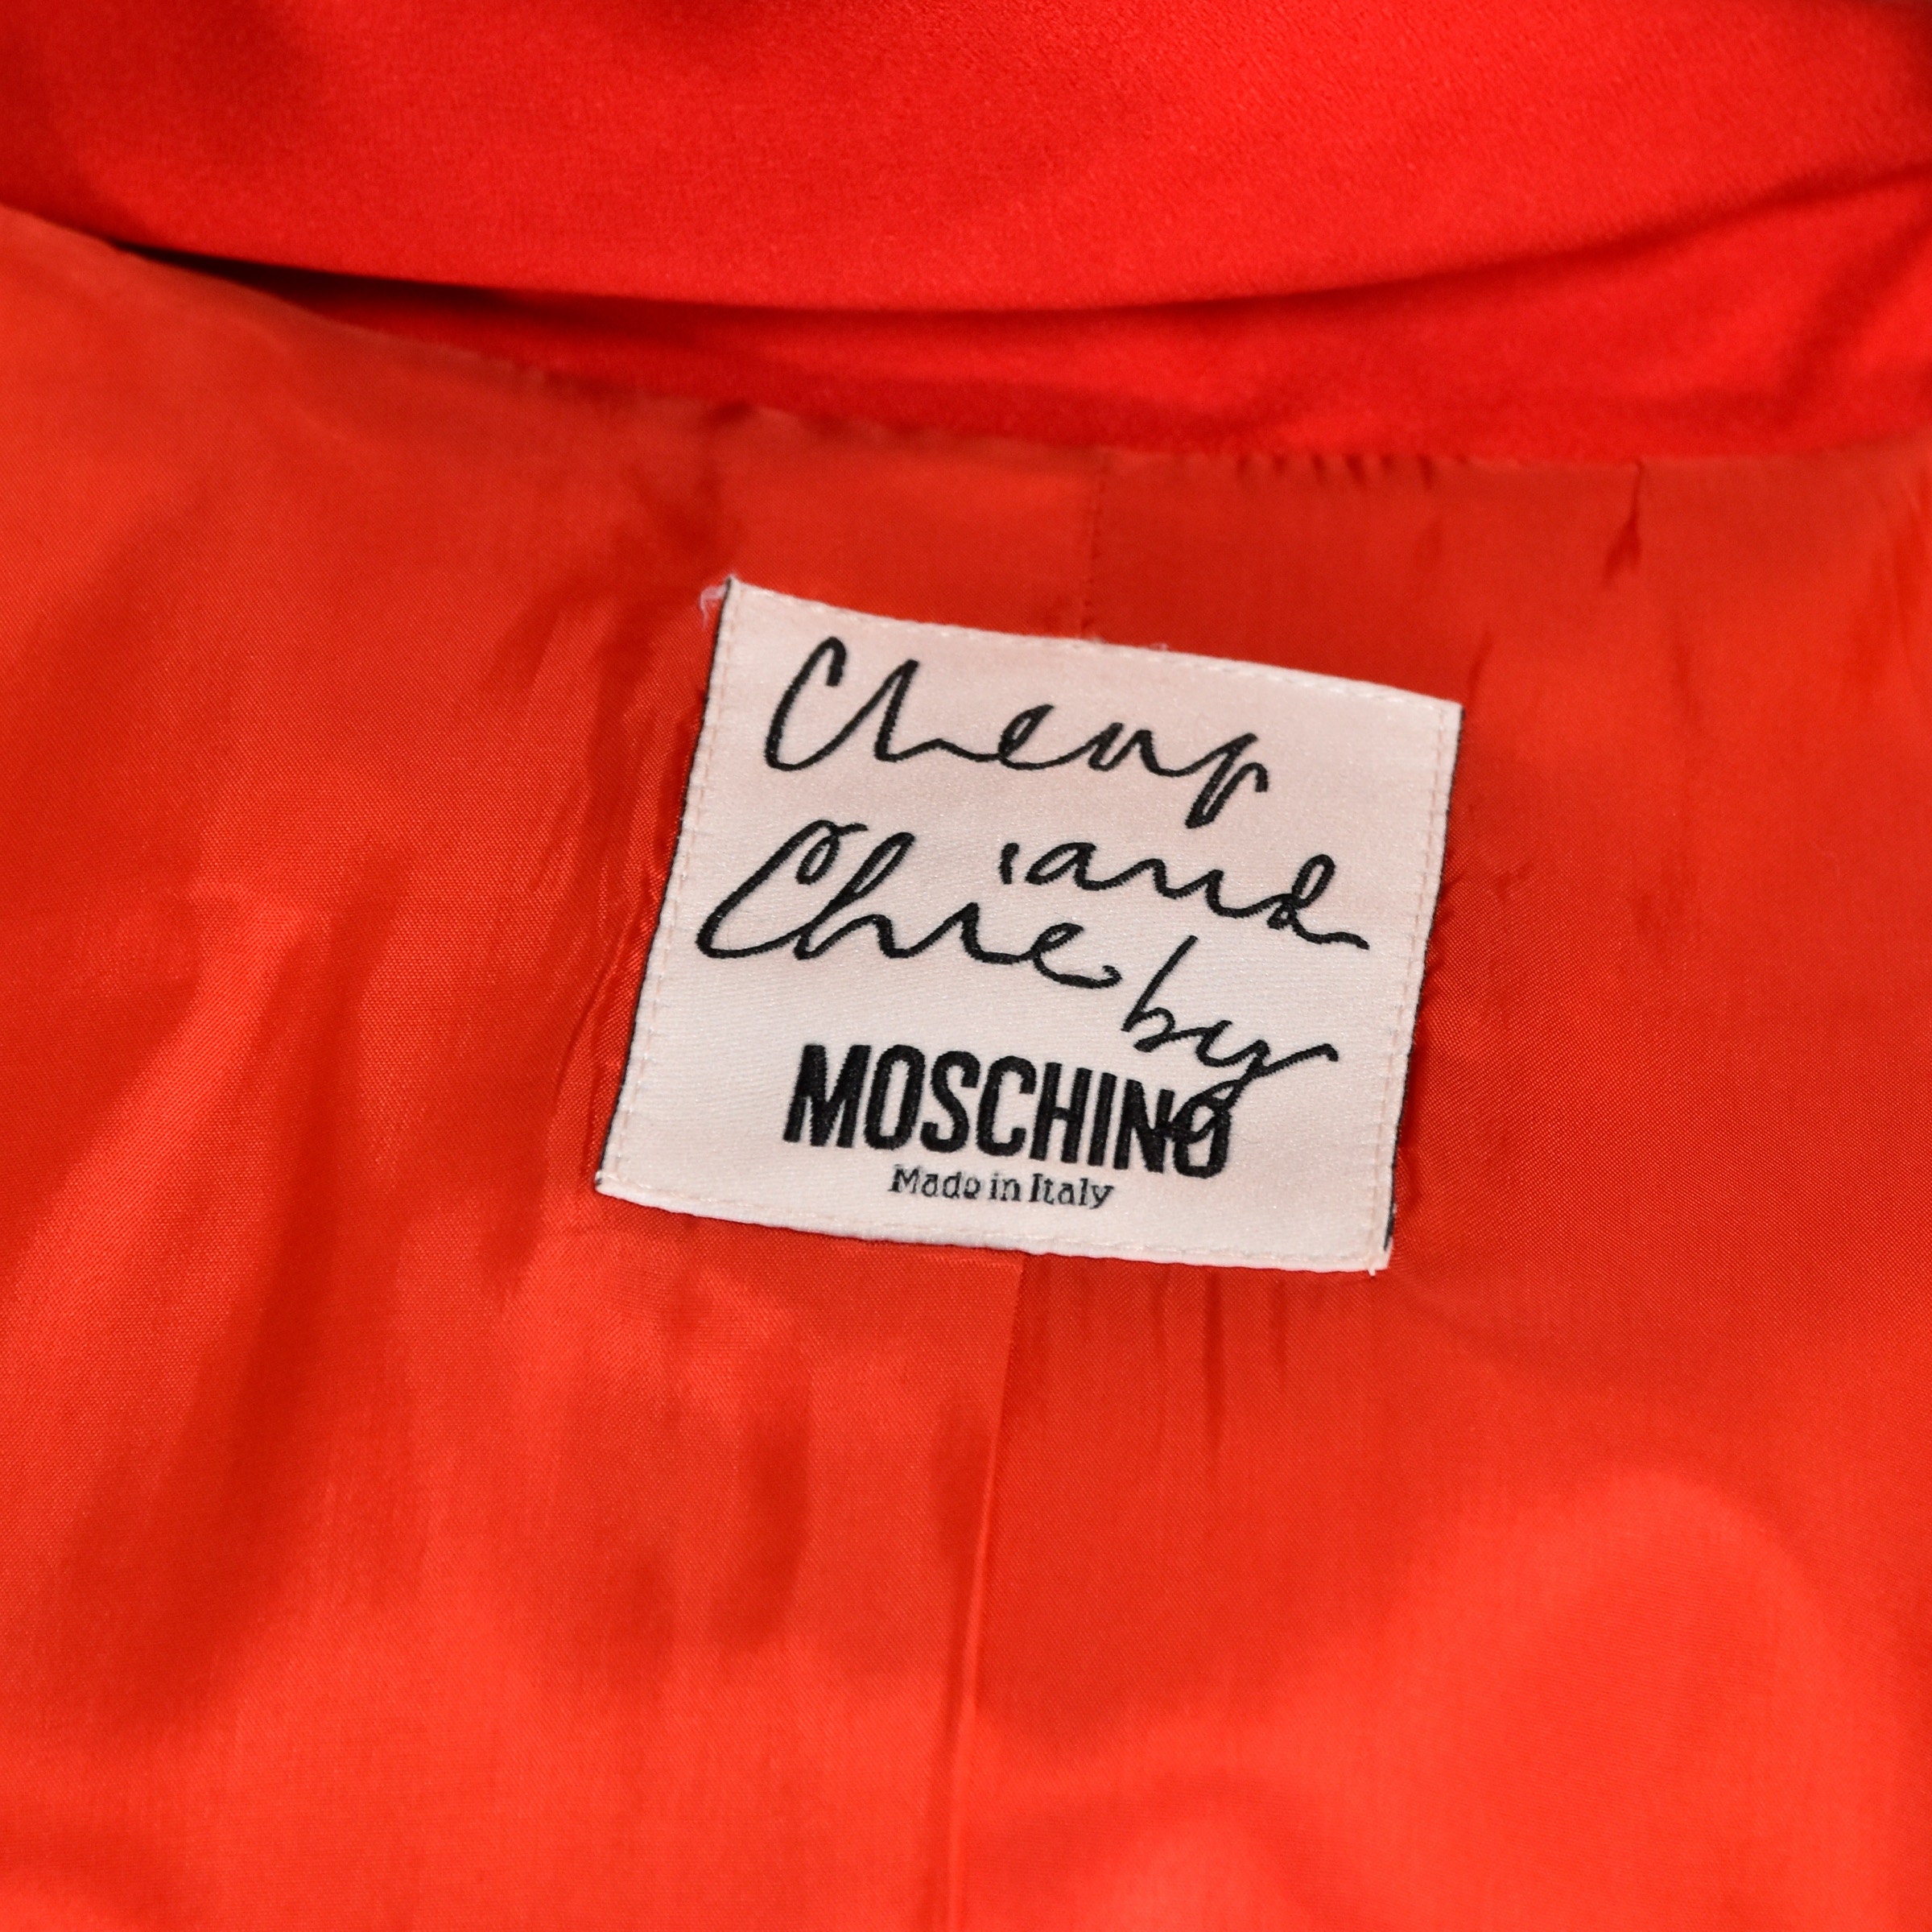 Cheap
and
Chic by
MOSCHINO
Made in Italy